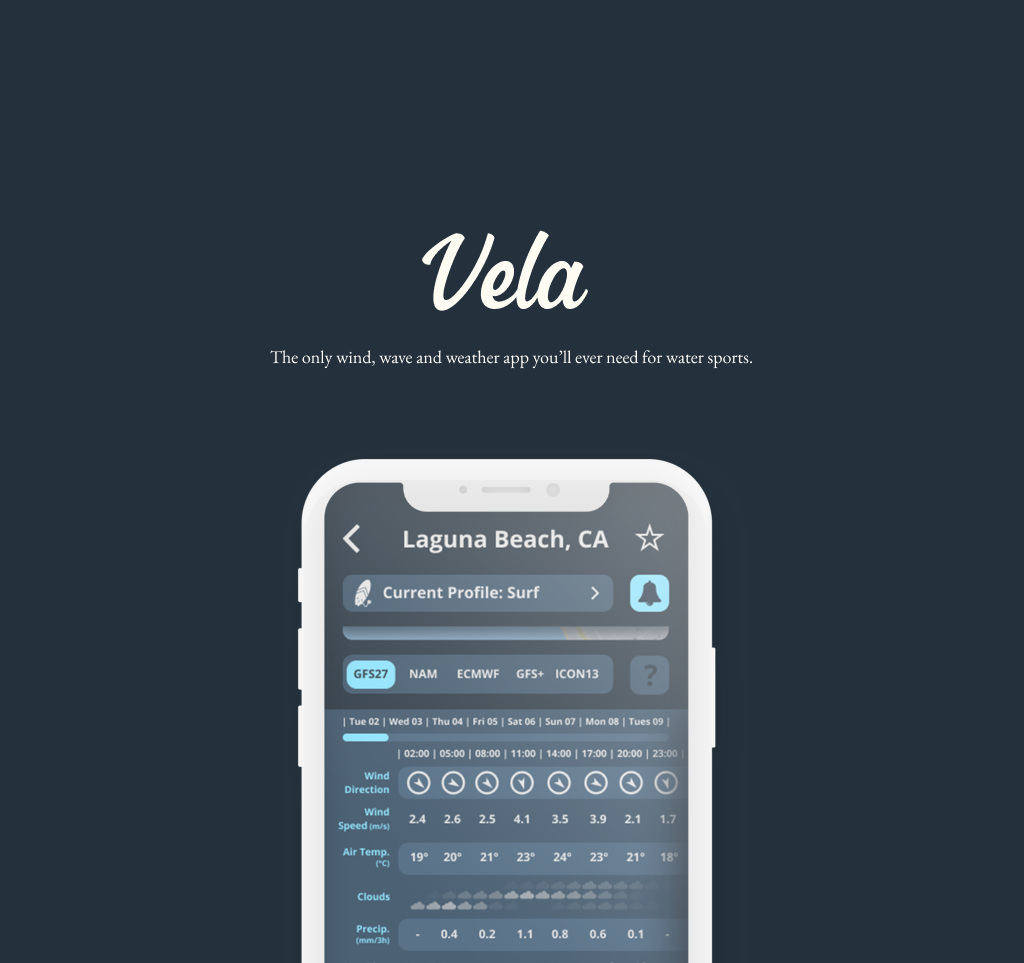 Vela
The only wind, wave and weather app you’ll ever need for water sports.
Laguna Beach, CA
Current Profile: Surf
GFS27 NAM ECMWF GFS+ ICON13 ?
| Tue 02 | Wed 03 | Thu 04 | Fri 05 | Sat 06 | Sun 07 | Mon 08 | Tues 09 |
| 02:00 | 05:00 | 08:00 | 11:00 | 14:00 | 17:00 | 20:00 | 23:00 |
Wind
Direction
Wind
Speed (m/s) 2.4 2.6 2.5 4.1 3.5 3.9 2.1 1.7
Air Temp. 19° 20° 21° 23° 24° 23° 21° 18°
(°C)
Clouds
Precip. - 0.4 0.2 1.1 0.8 0.6 0.1 -
(mm/3h)